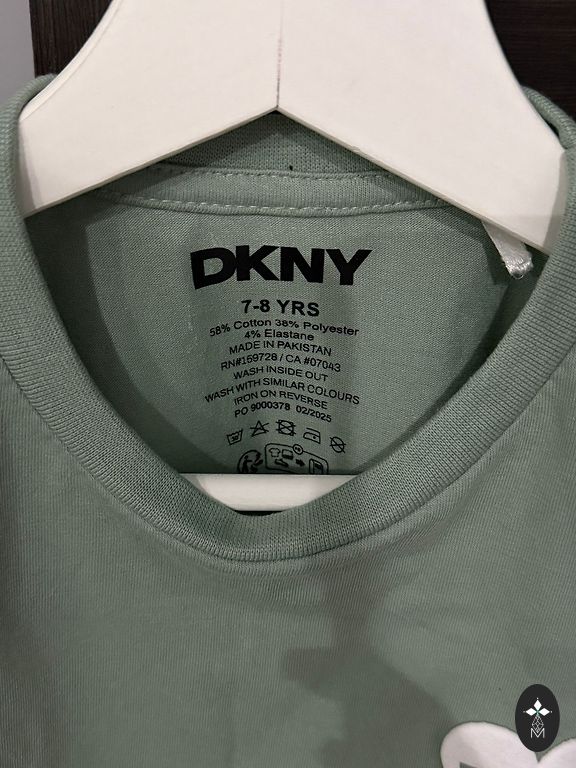 DKNY
7-8 YRS
58% Cotton 38% Polyester
4% Elastane
MADE IN PAKISTAN
RN#159728 / CA #07043
WASH INSIDE OUT
WASH WITH SIMILAR COLOURS
IRON ON REVERSE
PO 9000378 02/2025